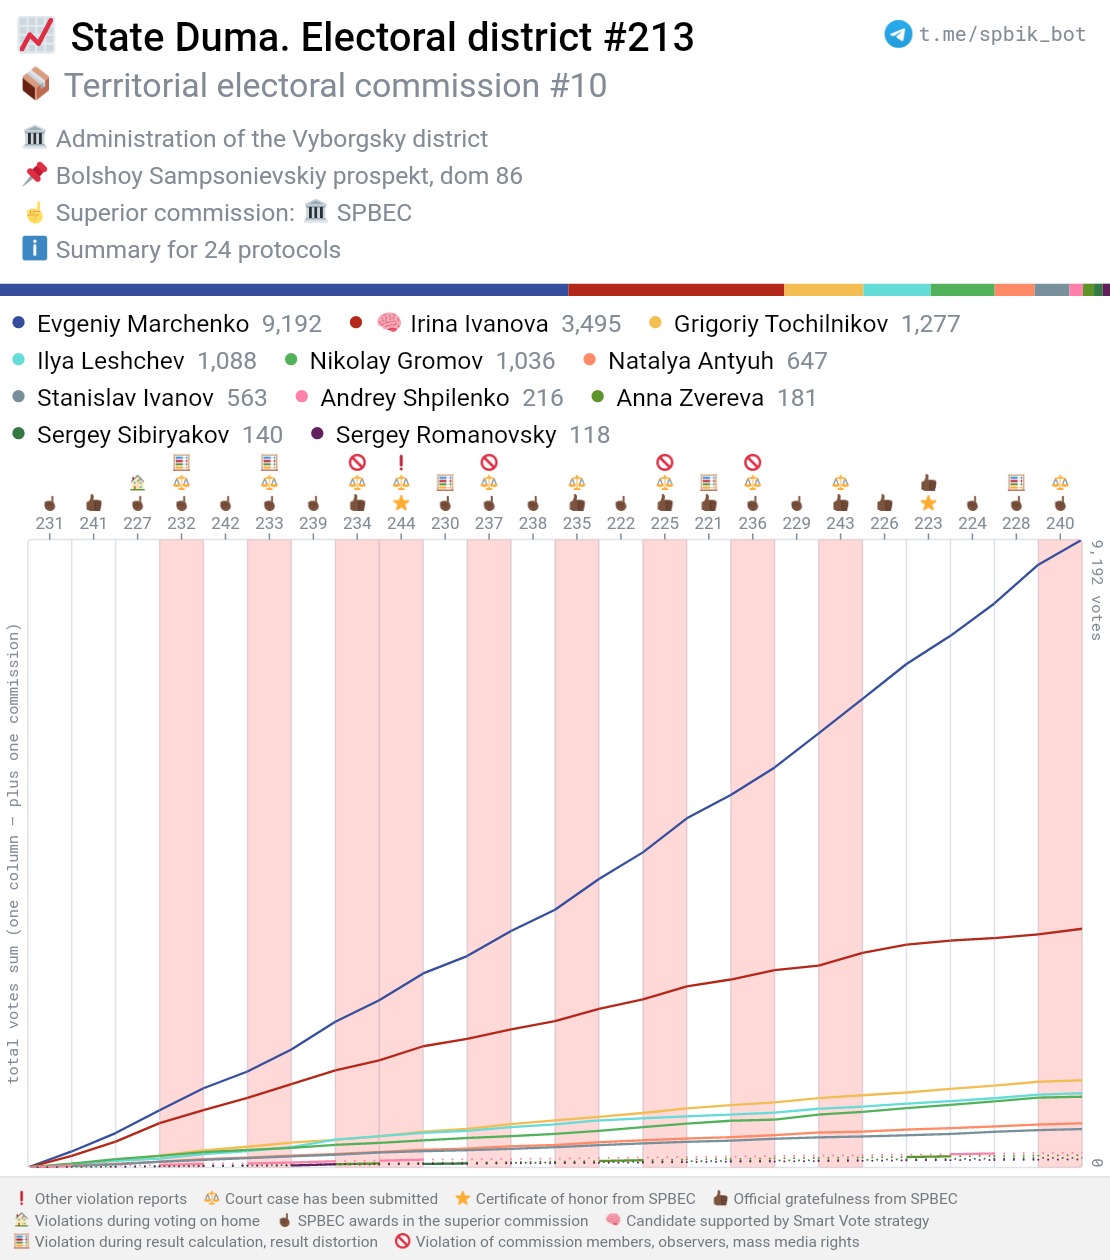 State Duma. Electoral district #213
t.me/spbik_bot
Territorial electoral commission #10
Administration of the Vyborgsky district
Bolshoy Sampsonievskiy prospekt, dom 86
Superior commission: SPBEC
Summary for 24 protocols
Evgeniy Marchenko 9,192 Irina Ivanova 3,495 Grigoriy Tochilnikov 1,277
Ilya Leshchev 1,088 Nikolay Gromov 1,036 Natalya Antyuh 647
Stanislav Ivanov 563 Andrey Shpilenko 216 Anna Zvereva 181
Sergey Sibiryakov 140 Sergey Romanovsky 118
231 241 227 232 242 233 239 234 244 230 237 238 235 222 225 221 236 229 243 226 223 224 228 240
9,192 votes
total votes sum (one column – plus one commission)
0
Other violation reports Court case has been submitted Certificate of honor from SPBEC Official gratefulness from SPBEC
Violations during voting on home SPBEC awards in the superior commission Candidate supported by Smart Vote strategy
Violation during result calculation, result distortion Violation of commission members, observers, mass media rights